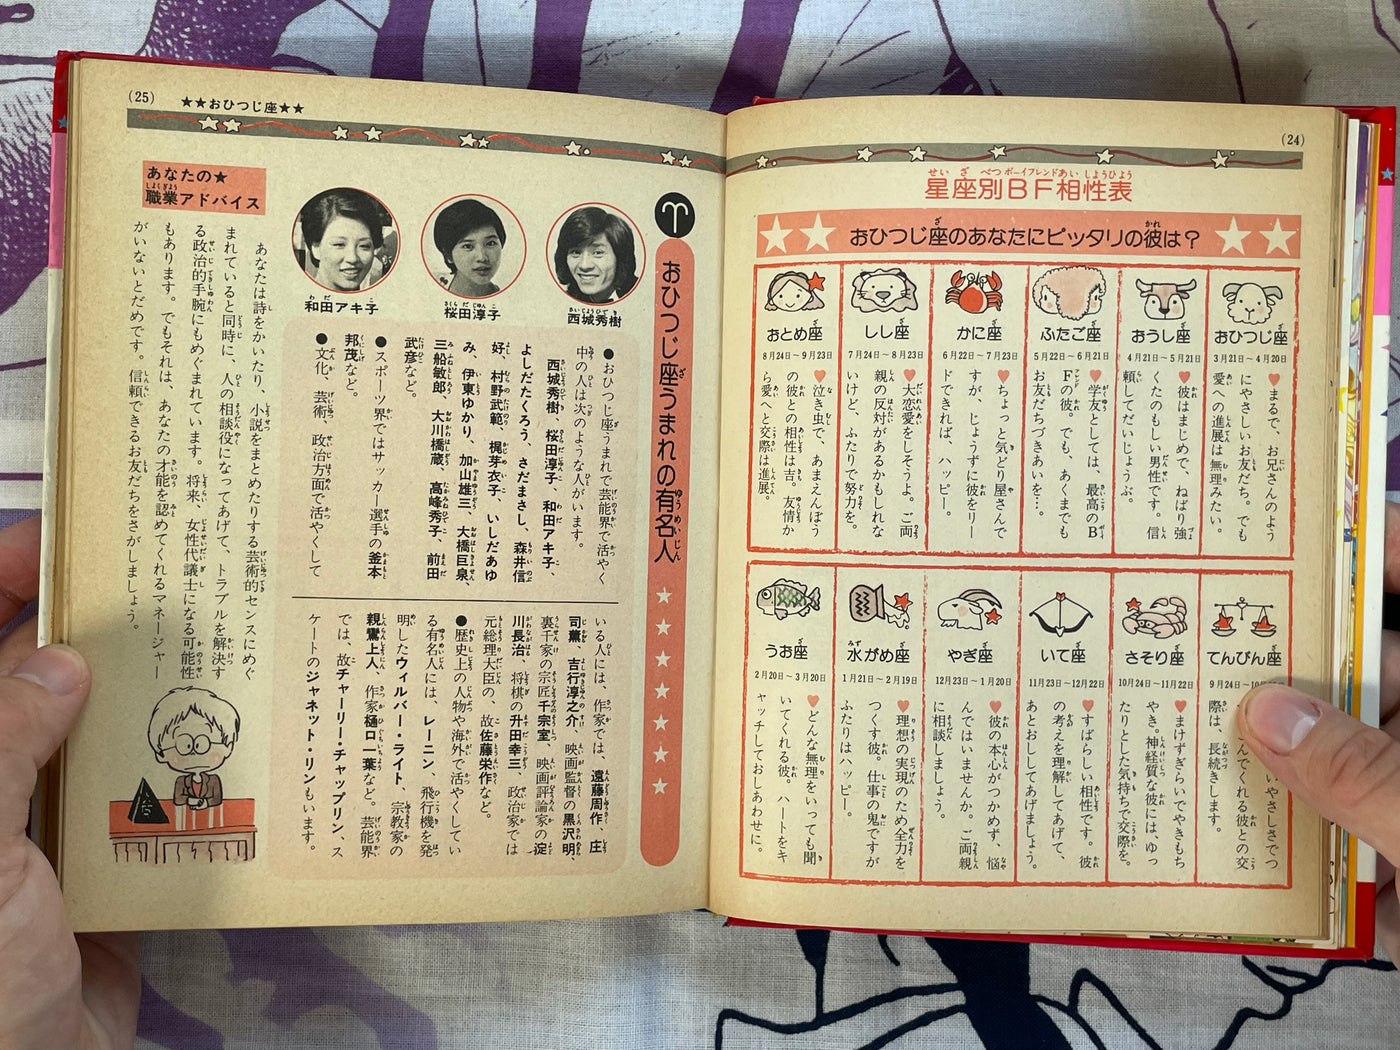 (24)
星座別BF相性表
おひつじ座のあなたにピッタリの彼は?
おひつじ座
3月21日~4月20日
♥まるで、お兄さんのよう
にやさしいお友だち。でも
愛への進展は無理みたい。
おうし座
4月21日~5月21日
♥彼はまじめで、ねばり強
くたのもしい男性です。信
頼してだいじょうぶ。
ふたご座
5月22日~6月21日
♥学友としては、最高のB
Fの彼。でも、あくまでも
お友だちづきあいを…。
かに座
6月22日~7月23日
♥ちょっと気どり屋さんで
すが、じょうずに彼をリー
ドできれば、ハッピー。
しし座
7月24日~8月23日
♥大恋愛をしそうよ。ご両
親の反対があるかもしれな
いけど、ふたりで努力を。
おとめ座
8月24日~9月23日
♥泣き虫で、あまえんぼう
の彼との相性は吉。友情か
ら愛へと交際は進展。
てんびん座
9月24日~10月
いやさしさでつ
んでくれる彼との交
際は、長続きします。
さそり座
10月24日~11月22日
♥まけずぎらいでやきもち
やき。神経質な彼には、ゆっ
たりとした気持ちで交際を。
いて座
11月23日~12月22日
♥すばらしい相性です。彼
の考えを理解してあげて、
あとおししてあげましょう。
やぎ座
12月23日~1月20日
♥彼の本心がつかめず、悩
んではいませんか。ご両親
に相談しましょう。
水がめ座
1月21日~2月19日
♥理想の実現のため全力を
つくす彼。仕事の鬼ですが
ふたりはハッピー。
うお座
2月20日~3月20日
♥どんな無理をいっても聞
いてくれる彼。ハートをキ
ャッチしておしあわせに。
(25)
★★おひつじ座★★
おひつじ座うまれの有名人★★★★★★
西城秀樹
桜田淳子
和田アキ子
●おひつじ座うまれで芸能界で活やく
中の人は次のような人がいます。
西城秀樹、桜田淳子、和田アキ子、
よしだたくろう、さだまさし、森井信
好、村野武範、梶芽衣子、いしだあゆ
み、伊東ゆかり、加山雄三、大橋巨泉、
三船敏郎、大川橋蔵、高峰秀子、前田
武彦など。
●スポーツ界ではサッカー選手の釜本
邦茂など。
●文化、芸術、政治方面で活やくして
いる人には、作家では、遠藤周作、庄
司薫、吉行淳之介、映画監督の黒沢明、
裏千家の宗匠千宗室、映画評論家の淀
川長治、将棋の升田幸三、政治家では
元総理大臣の、故佐藤栄作など。
●歴史上の人物や海外で活やくしてい
る有名人には、レーニン、飛行機を発
明したウィルバー・ライト、宗教家の
親鸞上人、作家樋口一葉など。芸能界
では、故チャーリー・チャップリン、ス
ケートのジャネット・リンもいます。
あなたの★
職業アドバイス
あなたは詩をかいたり、小説をまとめたりする芸術的センスにめぐ
まれていると同時に、人の相談役になってあげて、トラブルを解決す
る政治的手腕にもめぐまれています。将来、女性代議士になる可能性
もあります。でもそれは、あなたの才能を認めてくれるマネージャー
がいないとだめです。信頼できるお友だちをさがしましょう。